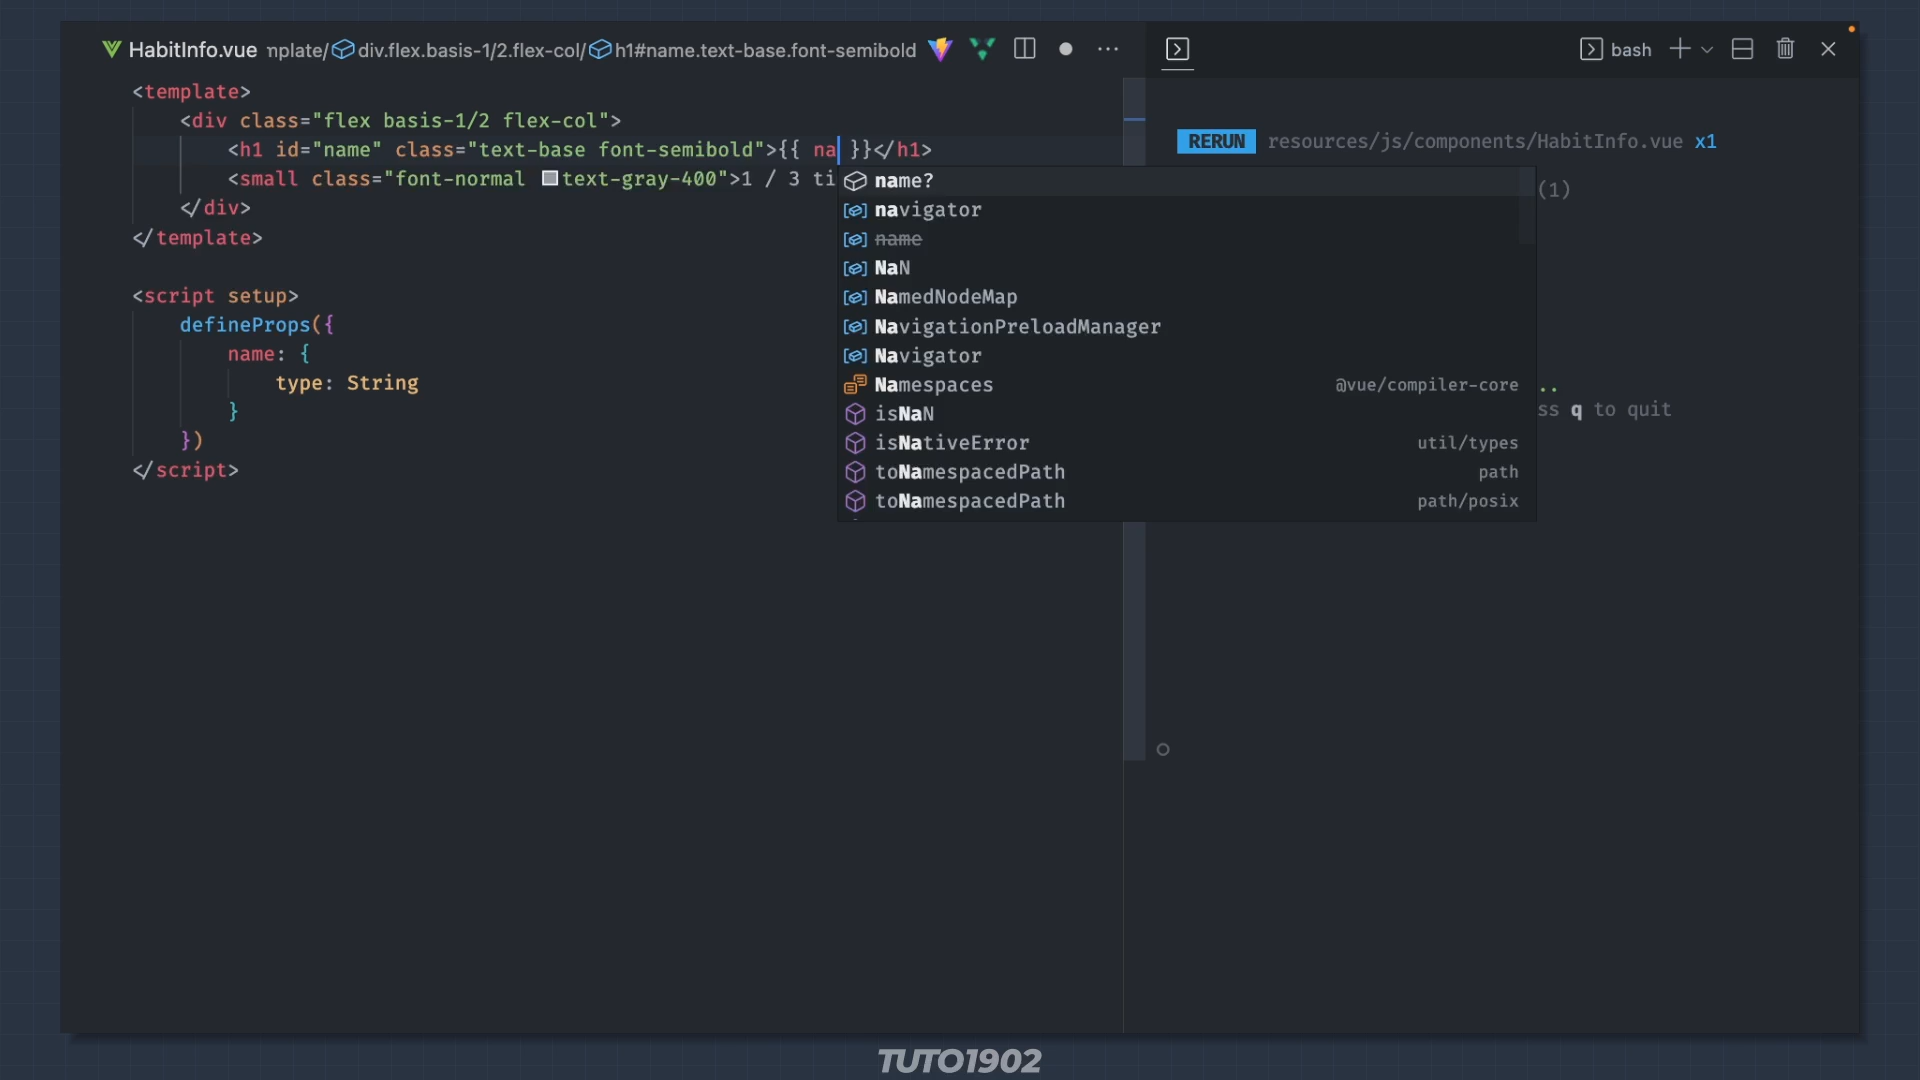 HabitInfo.vue mplate/ div.flex.basis-1/2.flex-col/ h1#name.text-base.font-semibold
bash
<template>
<div class="flex basis-1/2 flex-col">
<h1 id="name" class="text-base font-semibold">{{ na }}</h1>
<small class="font-normal text-gray-400">1 / 3 ti
</div>
</template>
<script setup>
defineProps({
name: {
type: String
}
})
</script>
name?
navigator
name
NaN
NamedNodeMap
NavigationPreloadManager
Navigator
Namespaces @vue/compiler-core
isNaN
isNativeError util/types
toNamespacedPath path
toNamespacedPath path/posix
RERUN resources/js/components/HabitInfo.vue x1
(1)
..
ss q to quit
TUTO1902